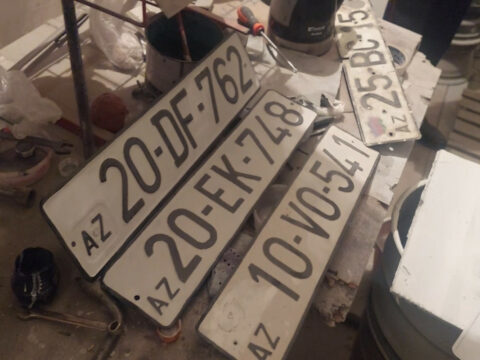 AZ 20-DF-762
AZ 20-EK-748
AZ 10-VO-541
AZ 25-BC-